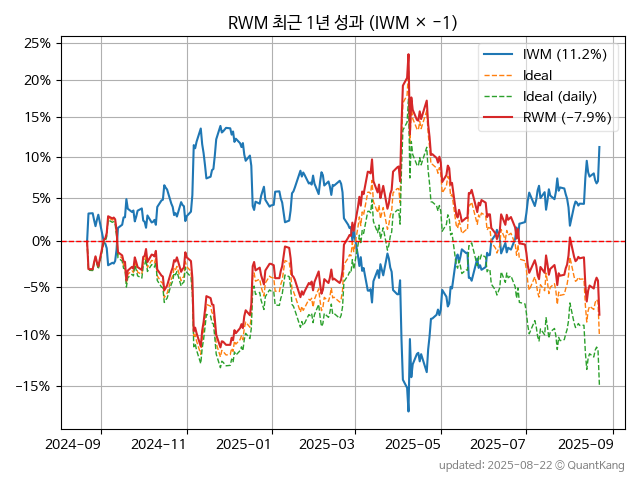 RWM 최근 1년 성과 (IWM × −1)
25%
20%
15%
10%
5%
0%
−5%
−10%
−15%
IWM (11.2%)
Ideal
Ideal (daily)
RWM (−7.9%)
2024-09
2024-11
2025-01
2025-03
2025-05
2025-07
2025-09
updated: 2025-08-22 ⓒ QuantKang